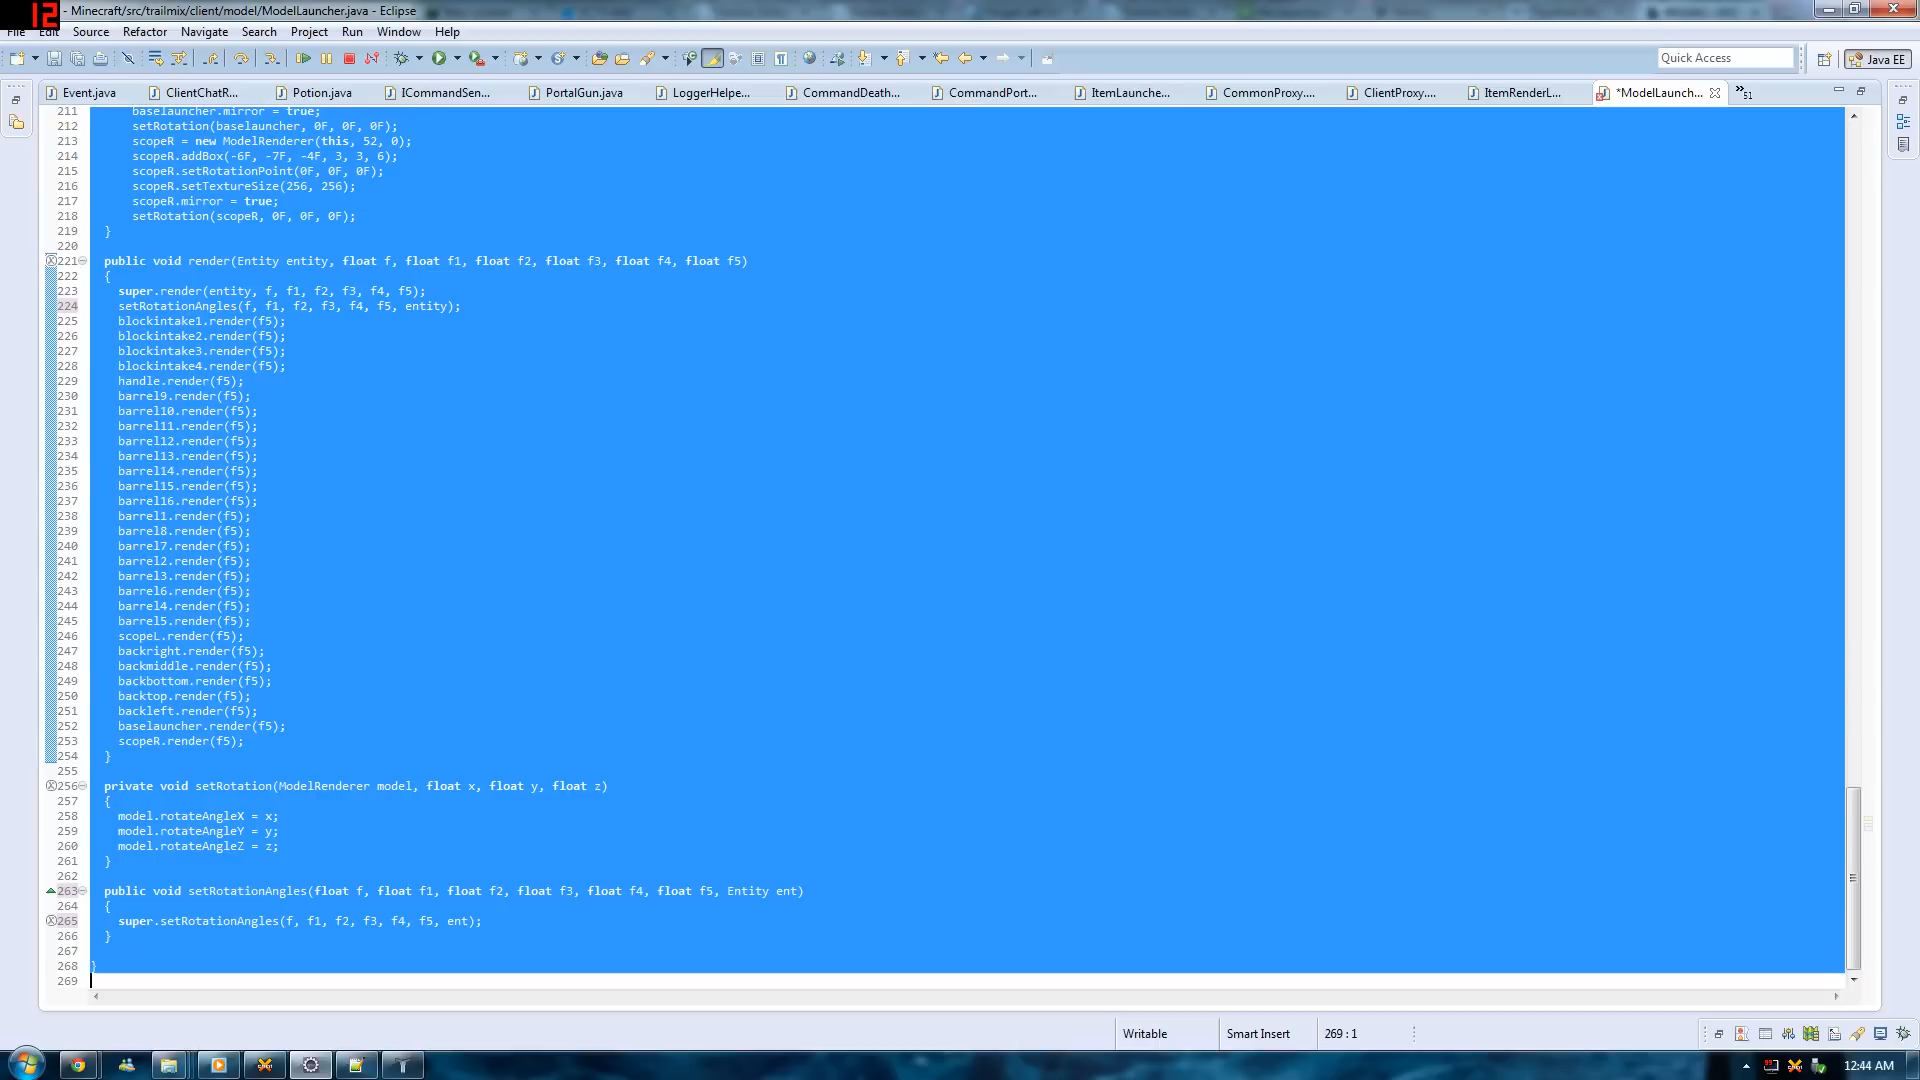 12
- Minecraft/src/trailmix/client/model/ModelLauncher.java - Eclipse
File Edit Source Refactor Navigate Search Project Run Window Help
Quick Access
Java EE
Event.java ClientChatR... Potion.java ICommandSen... PortalGun.java LoggerHelpe... CommandDeath... CommandPort... ItemLaunche... CommonProxy.... ClientProxy.... ItemRenderL... *ModelLaunch... »51
211 baselauncher.mirror = true;
212 setRotation(baselauncher, 0F, 0F, 0F);
213 scopeR = new ModelRenderer(this, 52, 0);
214 scopeR.addBox(-6F, -7F, -4F, 3, 3, 6);
215 scopeR.setRotationPoint(0F, 0F, 0F);
216 scopeR.setTextureSize(256, 256);
217 scopeR.mirror = true;
218 setRotation(scopeR, 0F, 0F, 0F);
219 }
220
221 public void render(Entity entity, float f, float f1, float f2, float f3, float f4, float f5)
222 {
223 super.render(entity, f, f1, f2, f3, f4, f5);
224 setRotationAngles(f, f1, f2, f3, f4, f5, entity);
225 blockintake1.render(f5);
226 blockintake2.render(f5);
227 blockintake3.render(f5);
228 blockintake4.render(f5);
229 handle.render(f5);
230 barrel9.render(f5);
231 barrel10.render(f5);
232 barrel11.render(f5);
233 barrel12.render(f5);
234 barrel13.render(f5);
235 barrel14.render(f5);
236 barrel15.render(f5);
237 barrel16.render(f5);
238 barrel1.render(f5);
239 barrel8.render(f5);
240 barrel7.render(f5);
241 barrel2.render(f5);
242 barrel3.render(f5);
243 barrel6.render(f5);
244 barrel4.render(f5);
245 barrel5.render(f5);
246 scopeL.render(f5);
247 backright.render(f5);
248 backmiddle.render(f5);
249 backbottom.render(f5);
250 backtop.render(f5);
251 backleft.render(f5);
252 baselauncher.render(f5);
253 scopeR.render(f5);
254 }
255
256 private void setRotation(ModelRenderer model, float x, float y, float z)
257 {
258 model.rotateAngleX = x;
259 model.rotateAngleY = y;
260 model.rotateAngleZ = z;
261 }
262
263 public void setRotationAngles(float f, float f1, float f2, float f3, float f4, float f5, Entity ent)
264 {
265 super.setRotationAngles(f, f1, f2, f3, f4, f5, ent);
266 }
267
268 }
269
Writable Smart Insert 269 : 1
12:44 AM